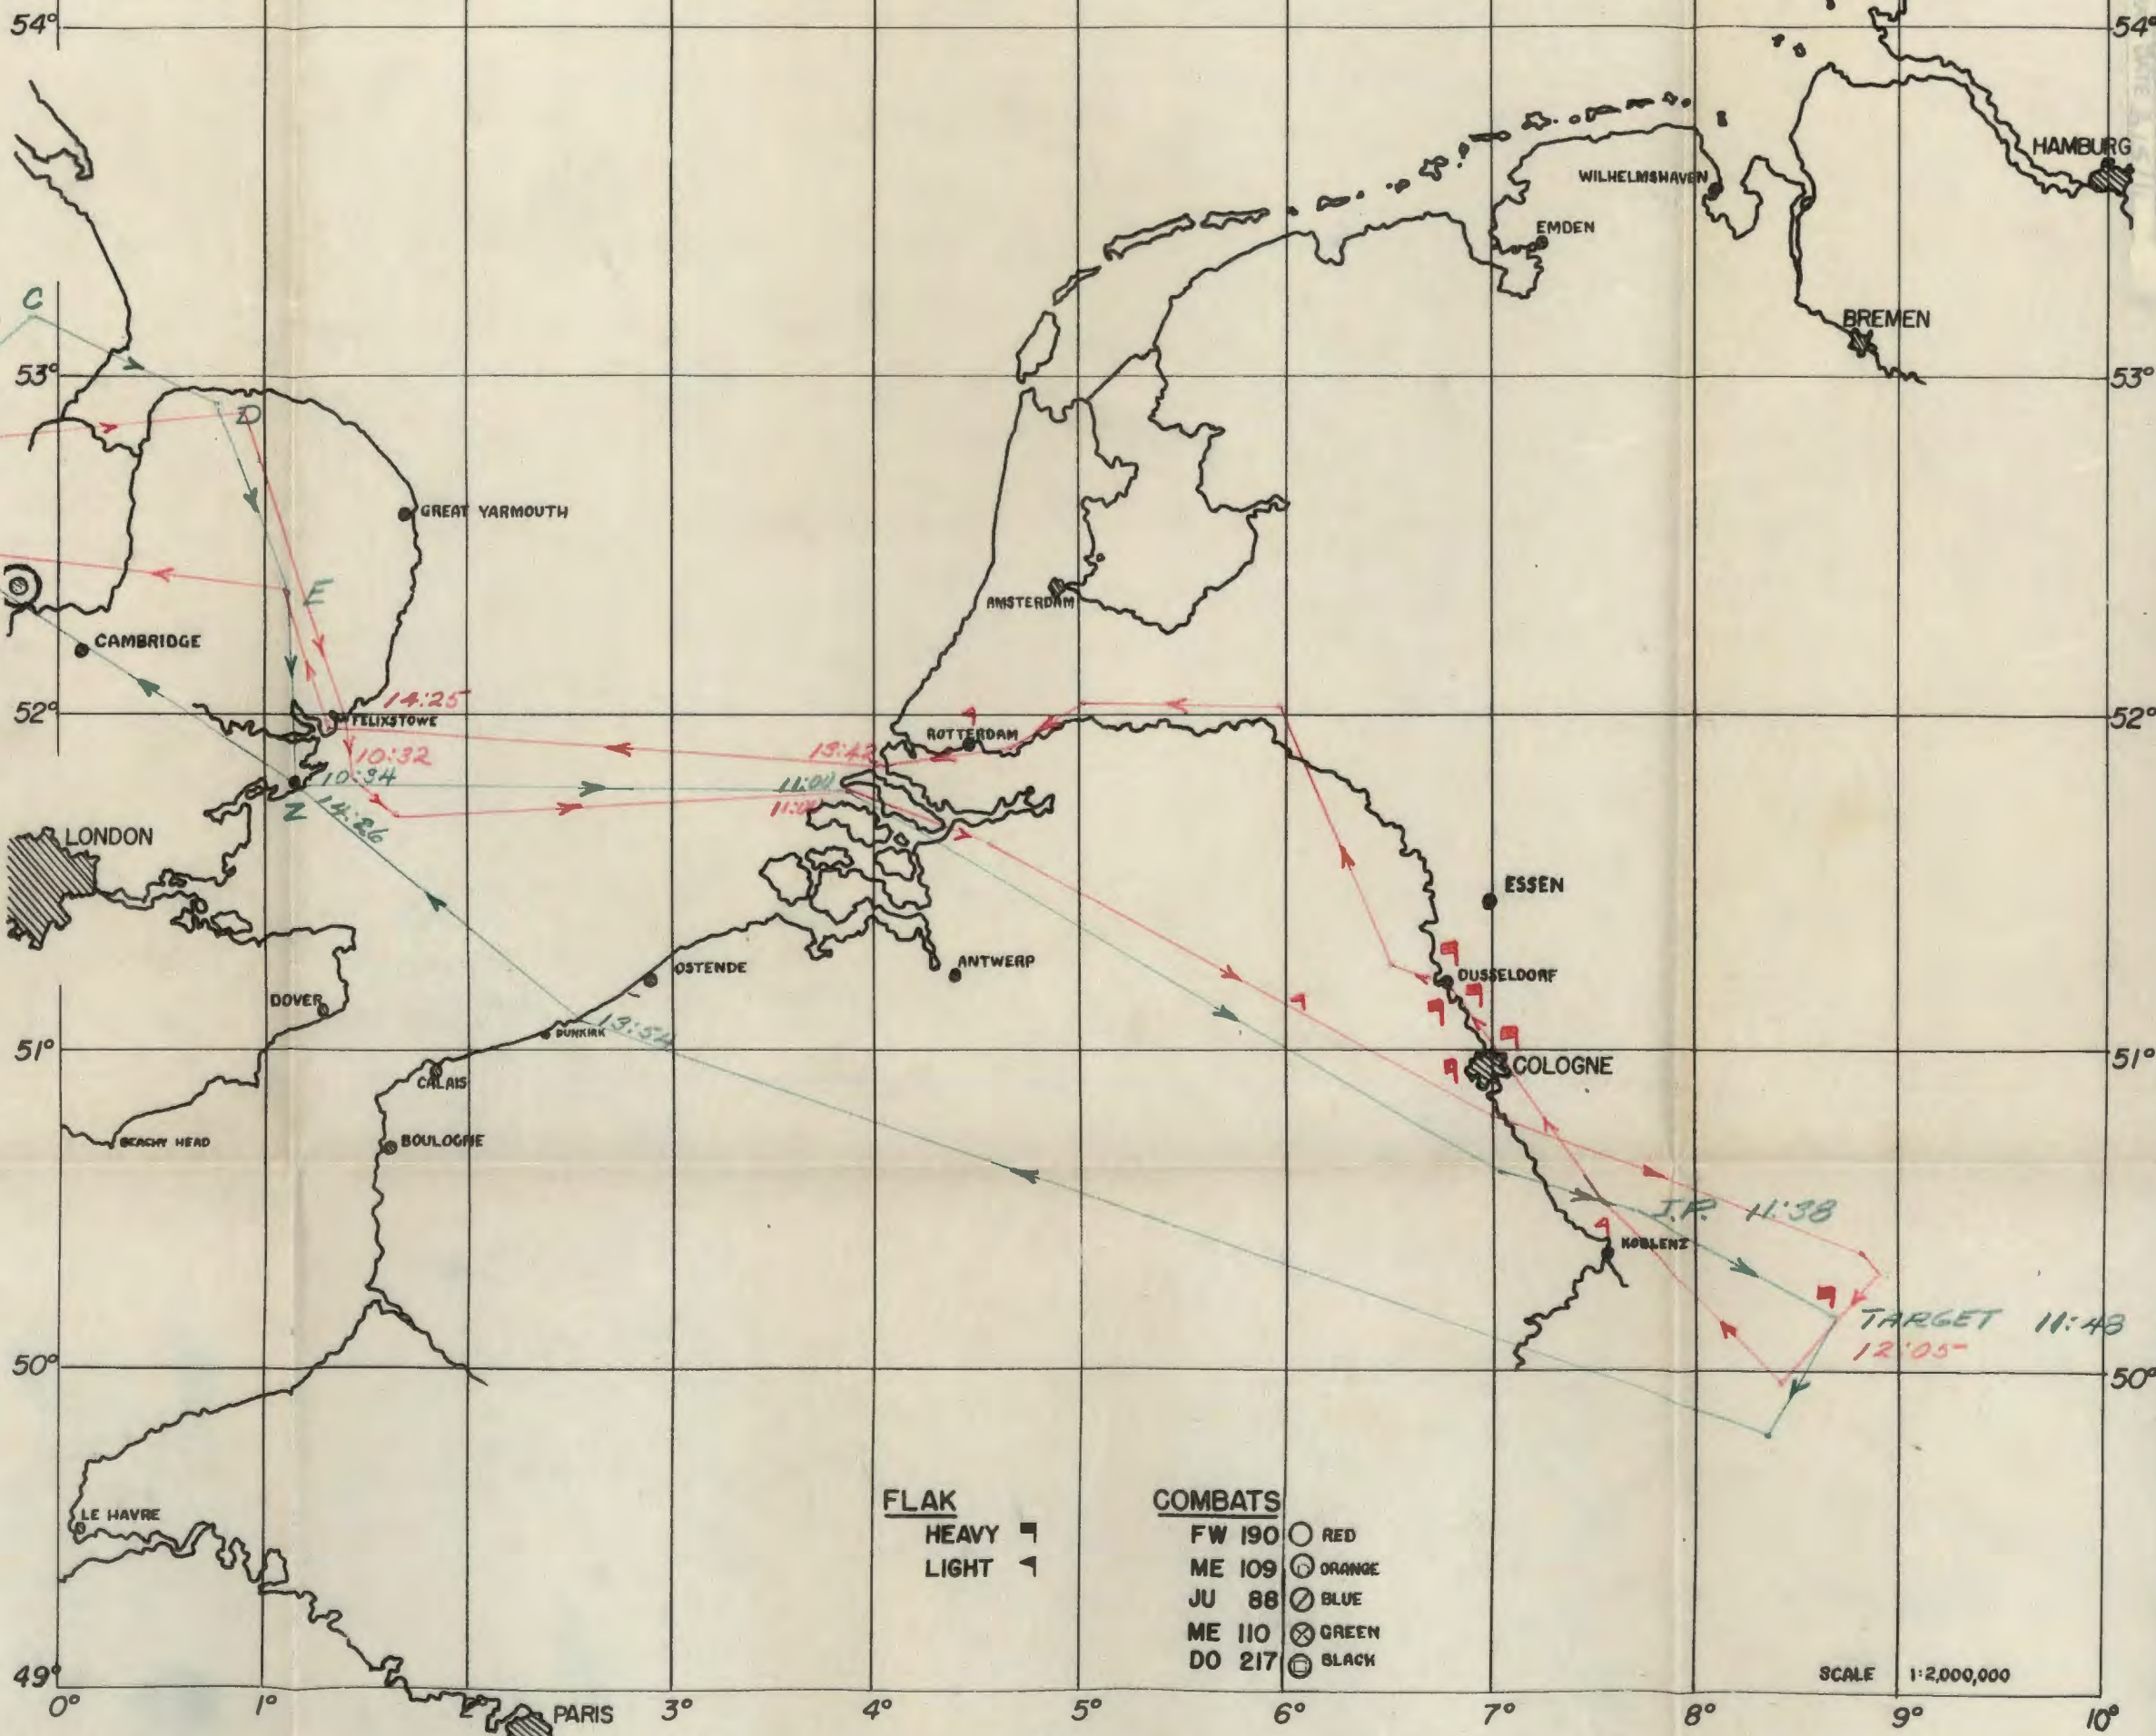 54° 54°
HAMBURG
WILHELMSHAVEN
EMDEN
C
BREMEN
53° 53°
D
GREAT YARMOUTH
E
AMSTERDAM
CAMBRIDGE
14:25
52° FELIXSTOWE 52°
ROTTERDAM
10:32 13:42
10:34 11:00
Z 14:26
LONDON
ESSEN
OSTENDE ANTWERP DUSSELDORF
DOVER
13:54
DUNKIRK
51° 51°
COLOGNE
CALAIS
BEACHY HEAD BOULOGNE
I.P. 11:38
KOBLENZ
TARGET 11:48
12:05
50° 50°
LE HAVRE
FLAK
HEAVY
LIGHT
COMBATS
FW 190 RED
ME 109 ORANGE
JU 88 BLUE
ME 110 GREEN
DO 217 BLACK
SCALE 1:2,000,000
49°
0° 1° 2° 3° 4° 5° 6° 7° 8° 9° 10°
PARIS